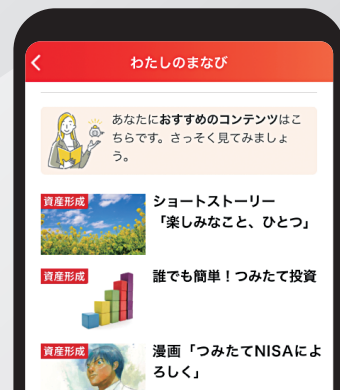 わたしのまなび
あなたにおすすめのコンテンツはこ
ちらです。さっそく見てみましょ
う。
資産形成
ショートストーリー
「楽しみなこと、ひとつ」
資産形成
誰でも簡単！つみたて投資
資産形成
漫画「つみたてNISAによ
ろしく」